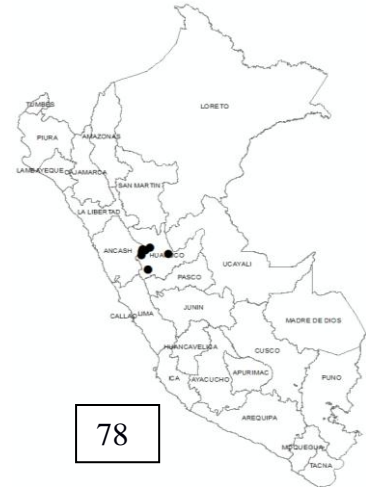 TUMBES
LORETO
PIURA
AMAZONAS
LAMBAYEQUE
CAJAMARCA
SAN MARTIN
LA LIBERTAD
ANCASH
HUANUCO
UCAYALI
PASCO
JUNIN
CALLAO
LIMA
MADRE DE DIOS
HUANCAVELICA
CUSCO
ICA
AYACUCHO
APURIMAC
PUNO
AREQUIPA
MOQUEGUA
TACNA
78